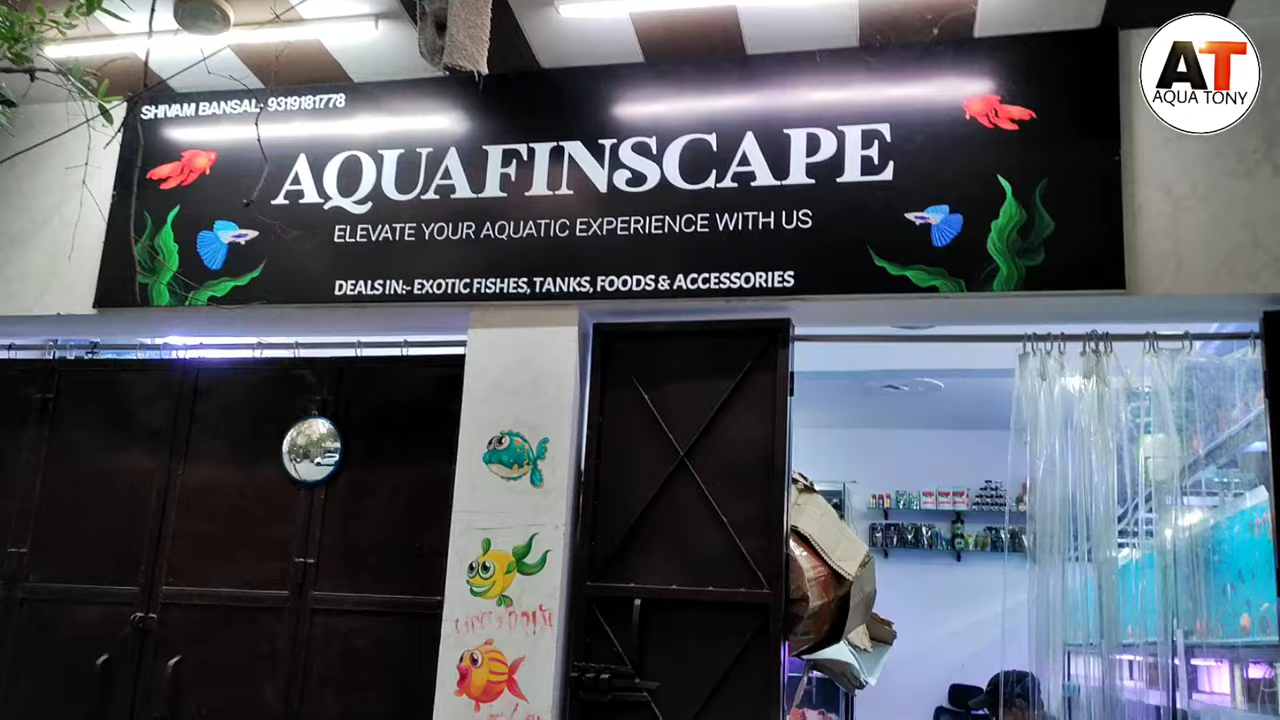 SHIVAM BANSAL- 9319181778
AQUAFINSCAPE
ELEVATE YOUR AQUATIC EXPERIENCE WITH US
DEALS IN:- EXOTIC FISHES, TANKS, FOODS & ACCESSORIES
AT
AQUA TONY